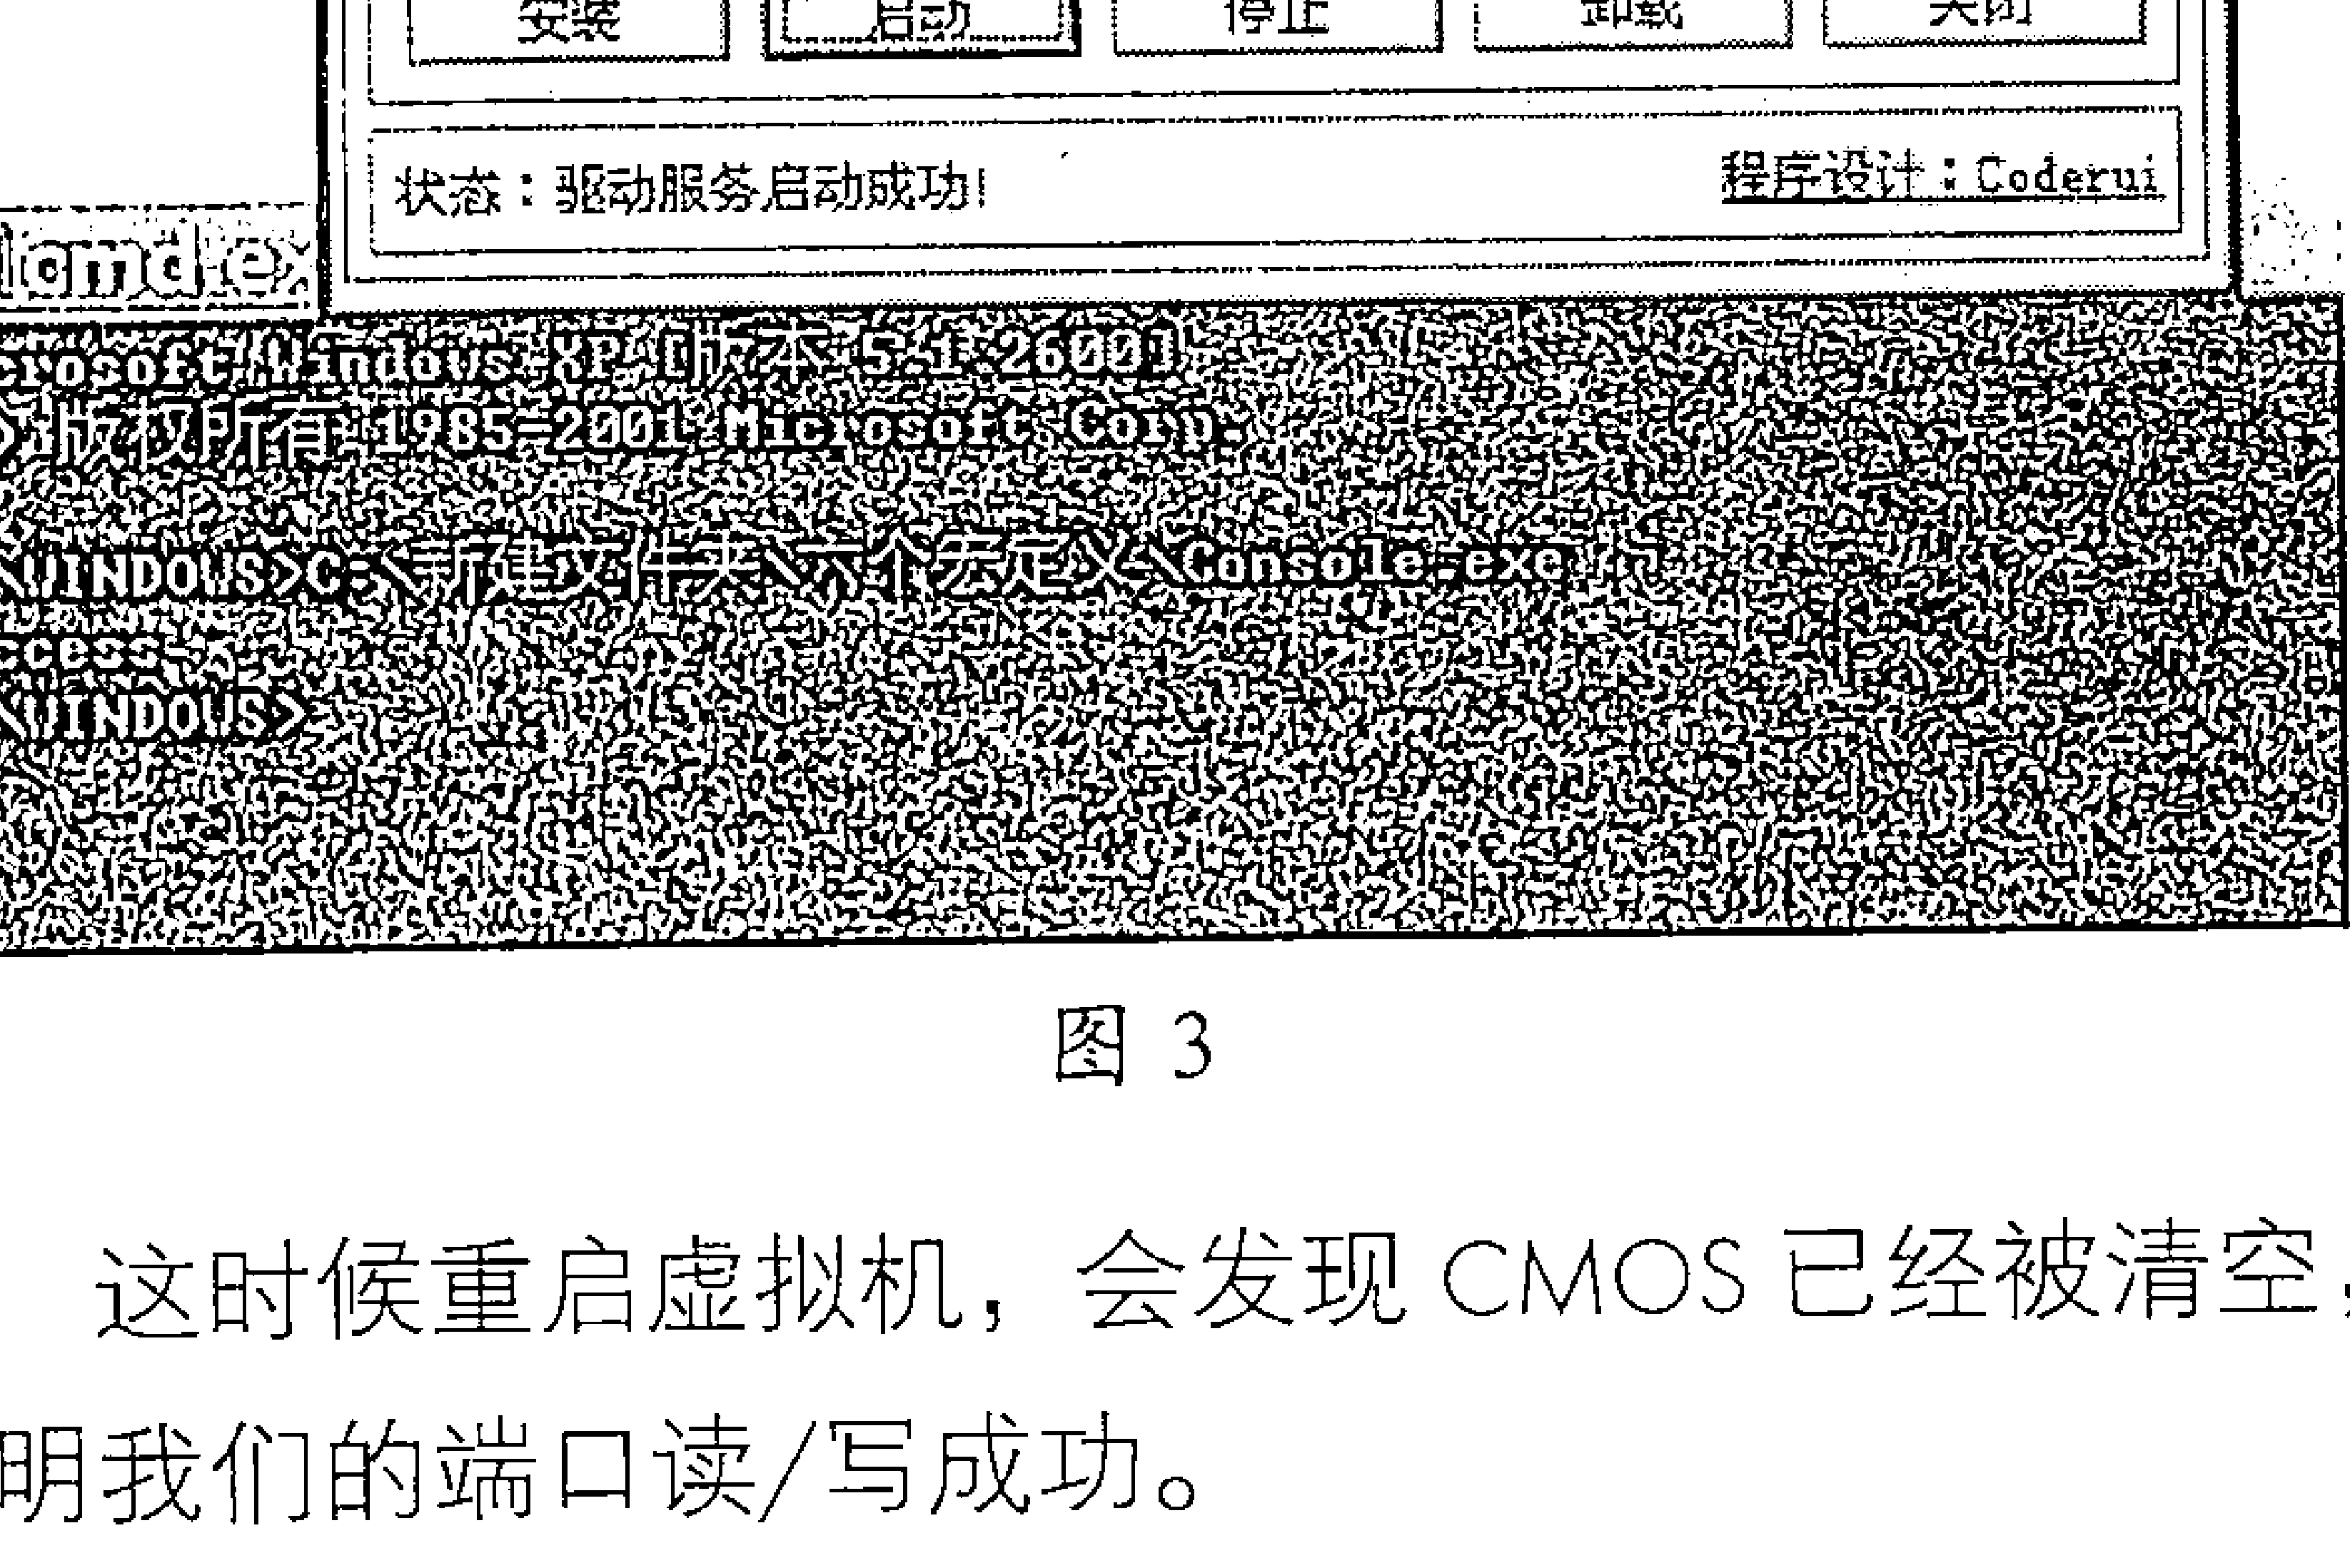 安装 启动 停止 卸载 关闭
状态：驱动服务启动成功! 程序设计：Coderui
cmd ex
crosoft Windows XP [版本 5.1.2600]
版权所有 1985-2001 Microsoft Corp.
\WINDOWS>C:\新建文件夹\六个宏定义\Console.exe
ccess
\WINDOWS>
图 3
这时候重启虚拟机，会发现 CMOS 已经被清空，
明我们的端口读/写成功。